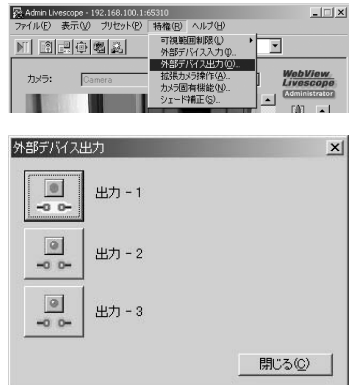 Admin Livescope - 192.168.100.1:65310
ファイル(F) 表示(V) プリセット(P) 特権(R) ヘルプ(H)
可視範囲制限(L)
外部デバイス入力(I)...
外部デバイス出力(O)...
拡張カメラ操作(A)...
カメラ固有機能(N)...
シェード補正(S)...
カメラ: Camera
WebView
Livescope
Administrator
外部デバイス出力
出力 - 1
出力 - 2
出力 - 3
閉じる(C)